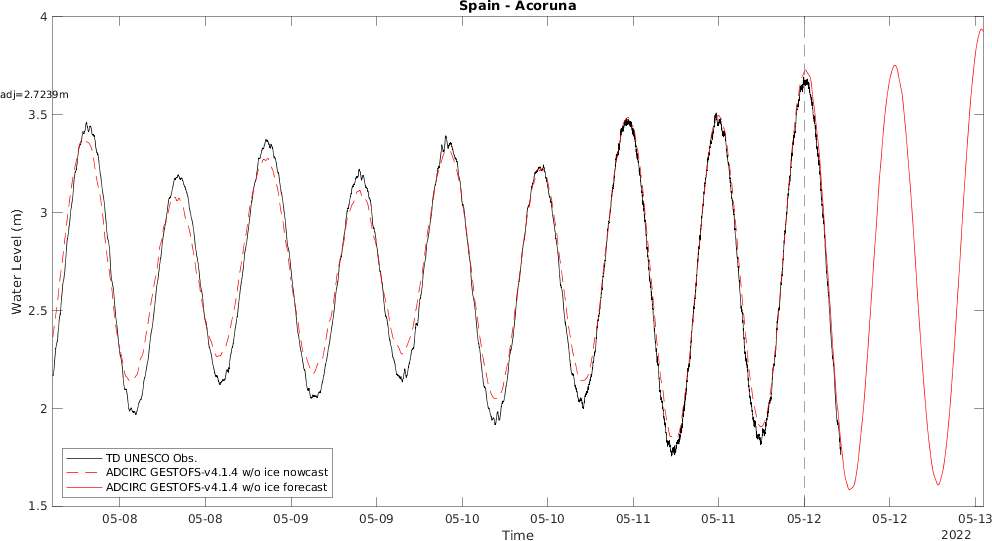 Spain - Acoruna
adj=2.7239m
Water Level (m)
4
3.5
3
2.5
2
1.5
TD UNESCO Obs.
ADCIRC GESTOFS-v4.1.4 w/o ice nowcast
ADCIRC GESTOFS-v4.1.4 w/o ice forecast
05-08 05-08 05-09 05-09 05-10 05-10 05-11 05-11 05-12 05-12 05-13
Time
2022